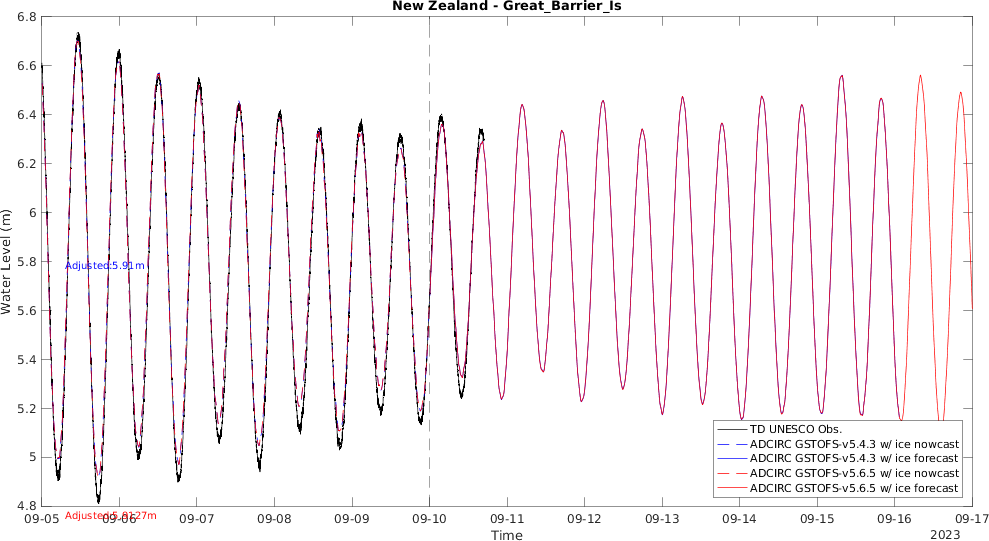 New Zealand - Great_Barrier_Is
6.8
6.6
6.4
6.2
6
5.8
5.6
5.4
5.2
5
4.8
Water Level (m)
Adjusted:5.91m
TD UNESCO Obs.
ADCIRC GSTOFS-v5.4.3 w/ ice nowcast
ADCIRC GSTOFS-v5.4.3 w/ ice forecast
ADCIRC GSTOFS-v5.6.5 w/ ice nowcast
ADCIRC GSTOFS-v5.6.5 w/ ice forecast
Adjusted:5.9127m
09-05 09-06 09-07 09-08 09-09 09-10 09-11 09-12 09-13 09-14 09-15 09-16 09-17
Time
2023